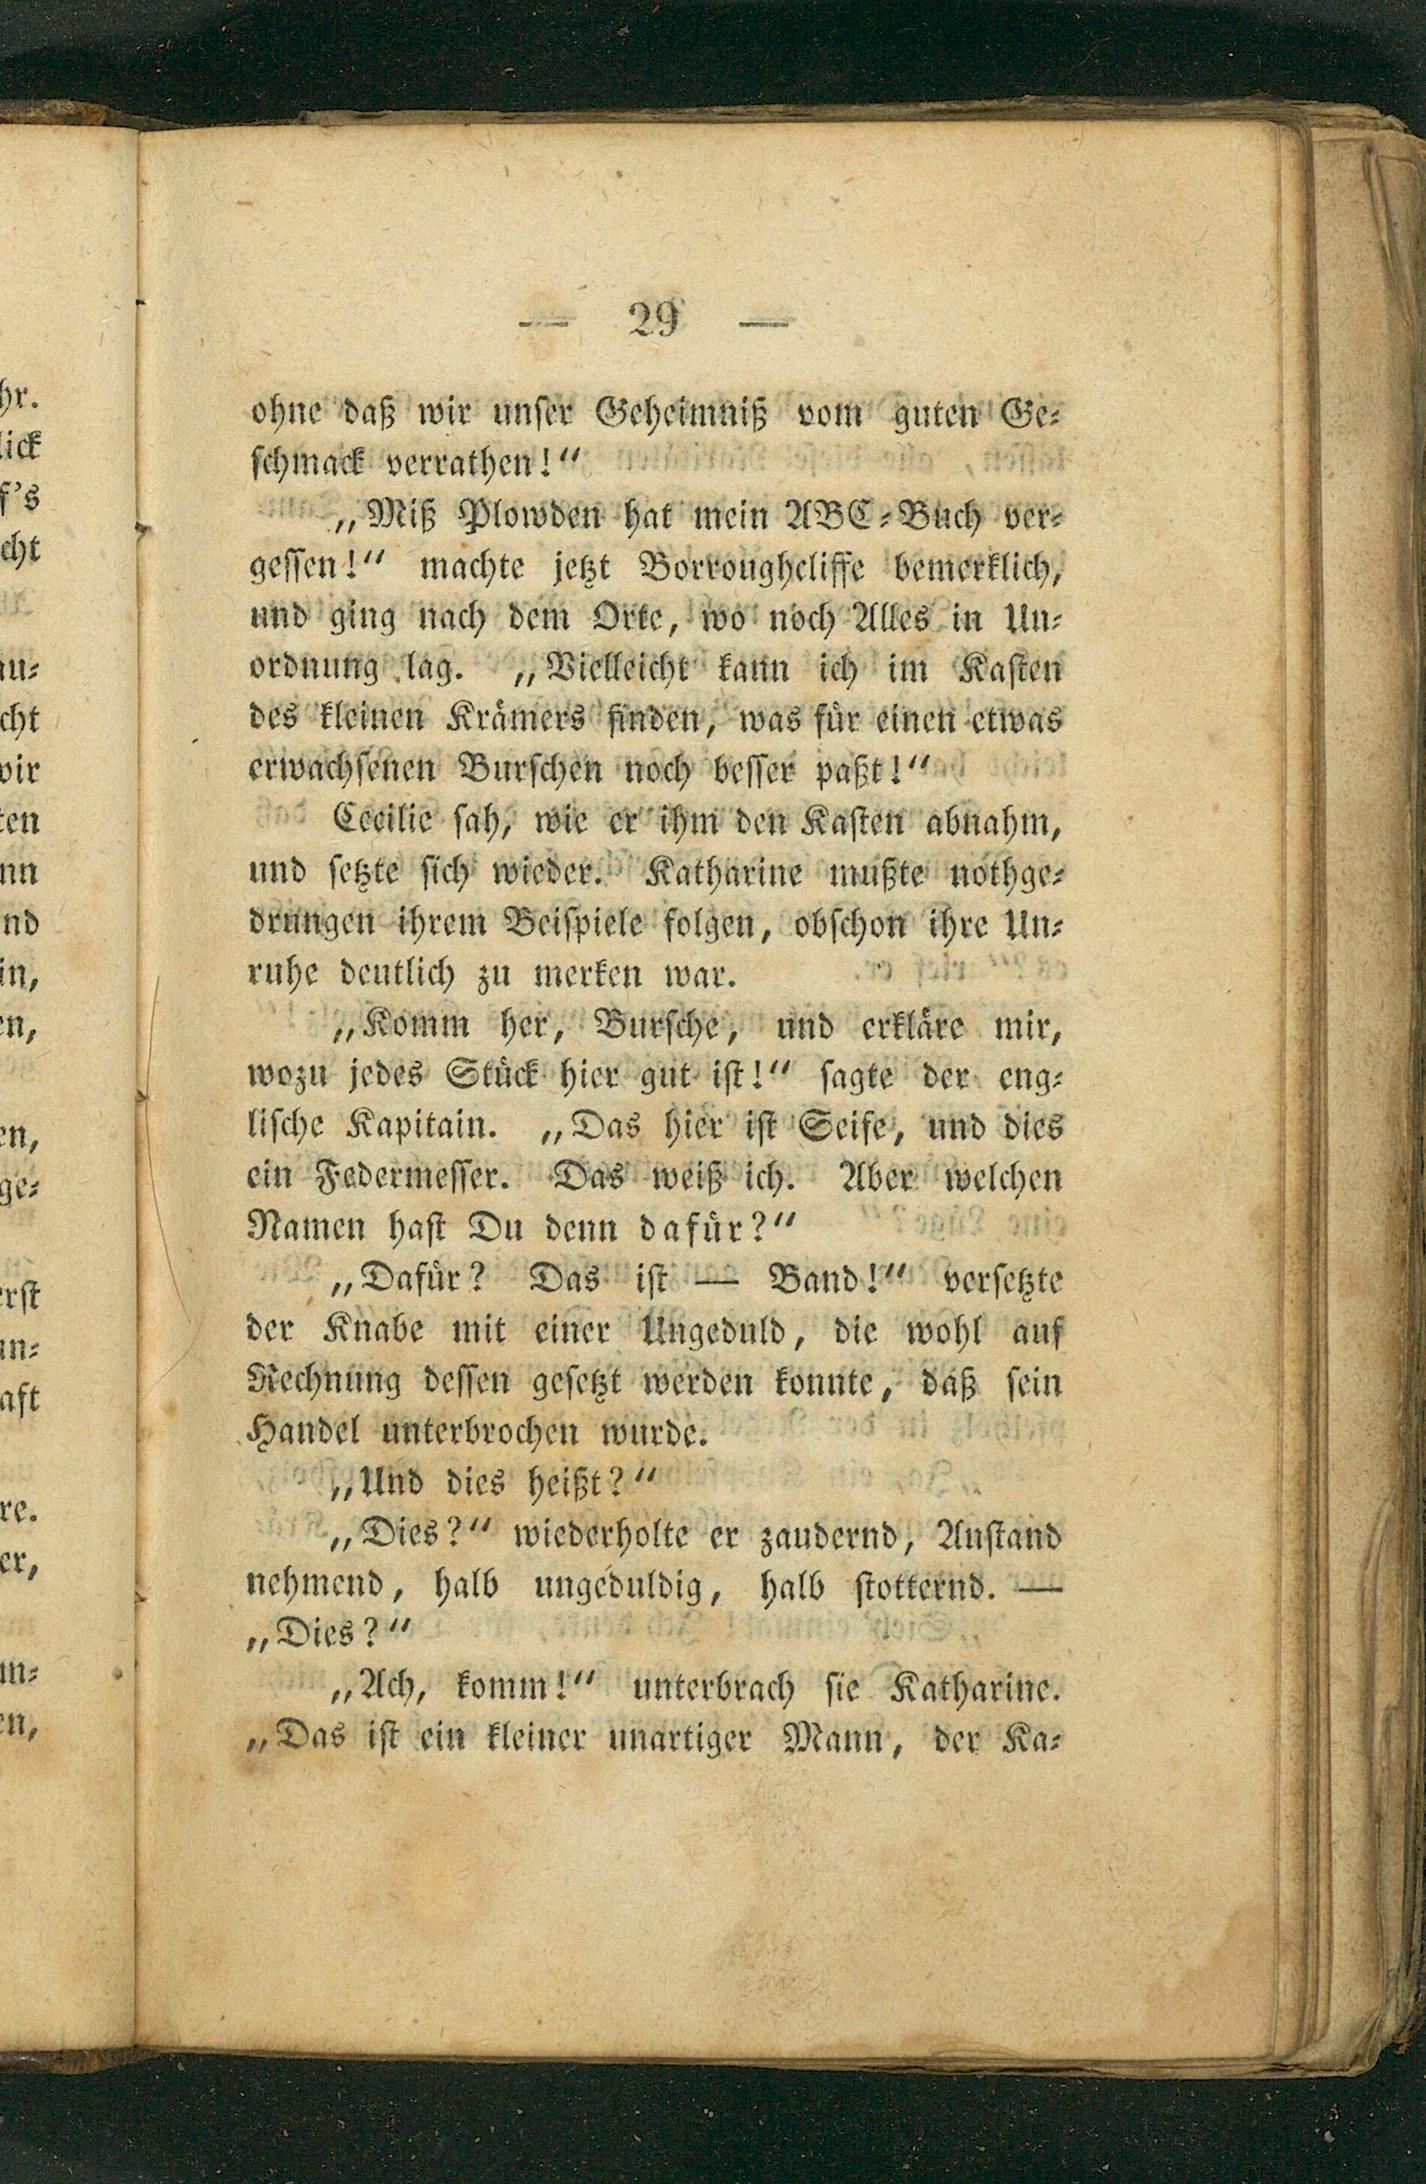 — 29 —
ohne daß wir unser Geheimniß vom guten Ge-
schmack verrathen!“
„Miß Plowden hat mein ABC-Buch ver-
gessen!“ machte jetzt Borroughcliffe bemerklich,
und ging nach dem Orte, wo noch Alles in Un-
ordnung lag. „Vielleicht kann ich im Kasten
des kleinen Krämers finden, was für einen etwas
erwachsenen Burschen noch besser paßt!“
Cecilie sah, wie er ihm den Kasten abnahm,
und setzte sich wieder. Katharine mußte nothge-
drungen ihrem Beispiele folgen, obschon ihre Un-
ruhe deutlich zu merken war.
„Komm her, Bursche, und erkläre mir,
wozu jedes Stück hier gut ist!“ sagte der eng-
lische Kapitain. „Das hier ist Seife, und dies
ein Federmesser. Das weiß ich. Aber welchen
Namen hast Du denn dafür?“
„Dafür? Das ist — Band!“ versetzte
der Knabe mit einer Ungeduld, die wohl auf
Rechnung dessen gesetzt werden konnte, daß sein
Handel unterbrochen wurde.
„Und dies heißt?“
„Dies?“ wiederholte er zaudernd, Anstand
nehmend, halb ungeduldig, halb stotternd. —
„Dies?“
„Ach, komm!“ unterbrach sie Katharine.
„Das ist ein kleiner unartiger Mann, der Ka-